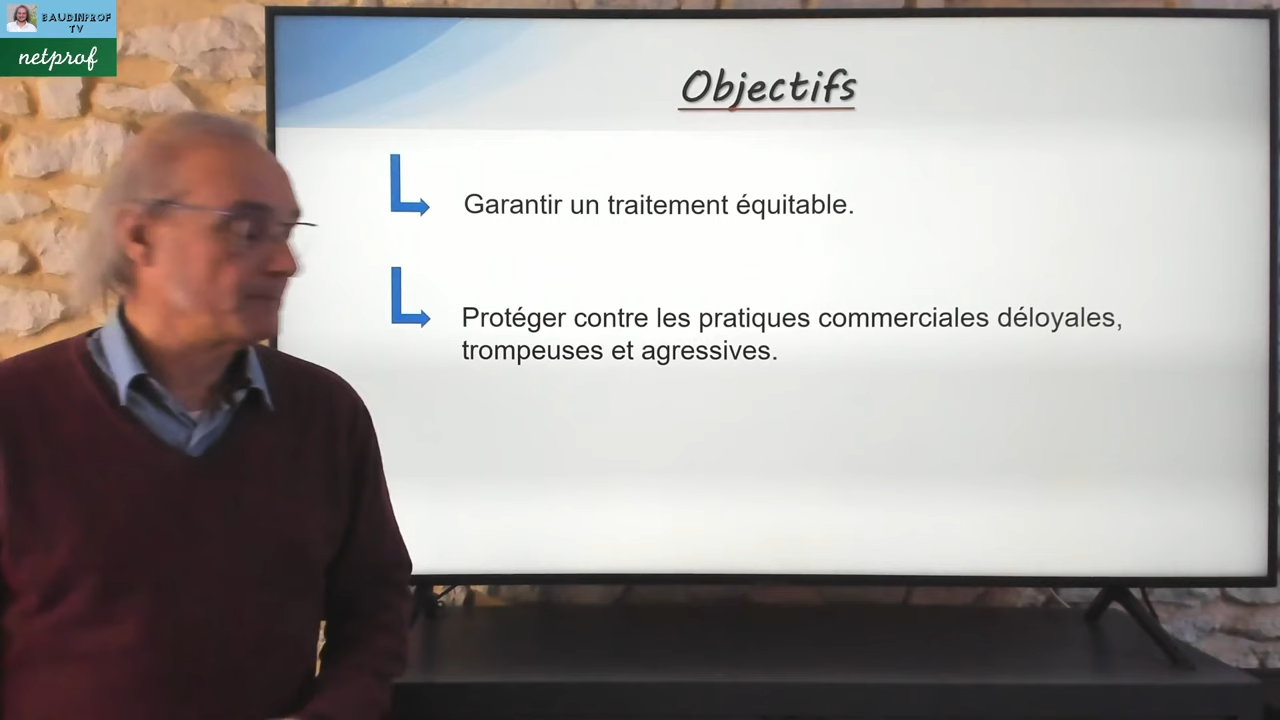 BAUDINPROF
TV
netprof
Objectifs
Garantir un traitement équitable.
Protéger contre les pratiques commerciales déloyales,
trompeuses et agressives.